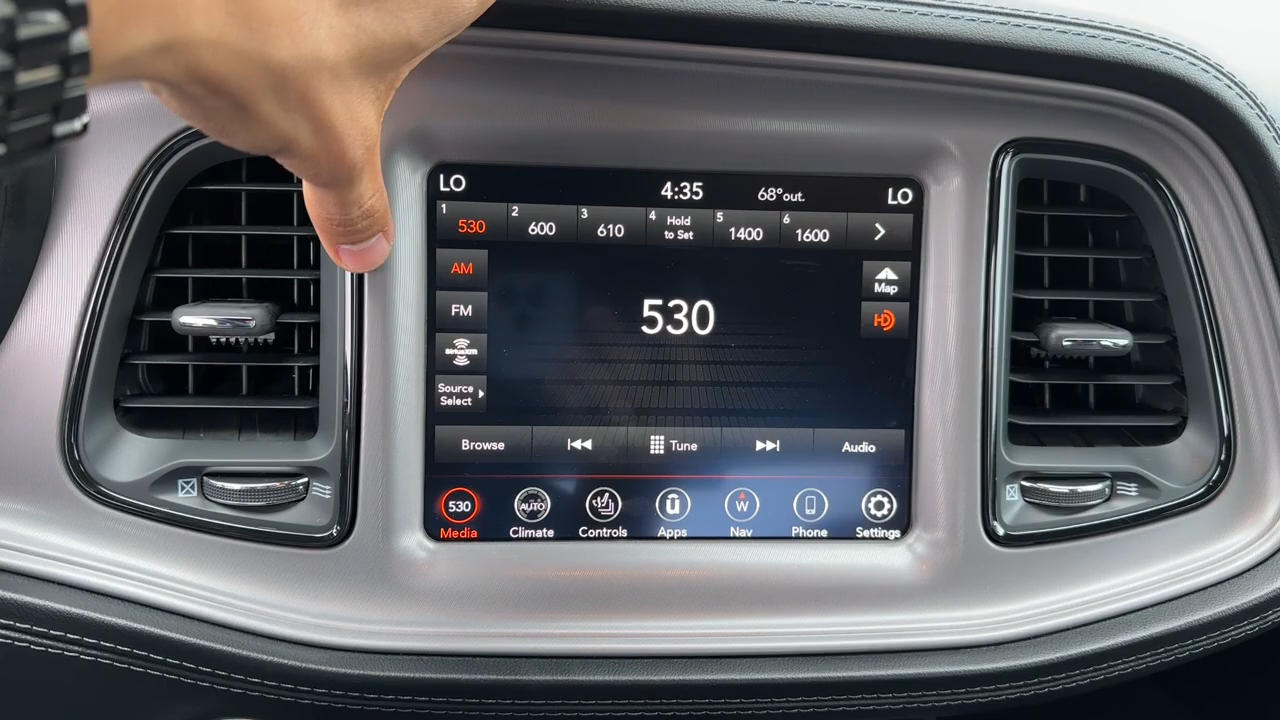 LO 4:35 68°out. LO
1 530 2 600 3 610 4 Hold to Set 5 1400 6 1600
AM
FM
SiriusXM
Source Select
530
Map
HD
Browse Tune Audio
530 AUTO W
Media Climate Controls Apps Nav Phone Settings